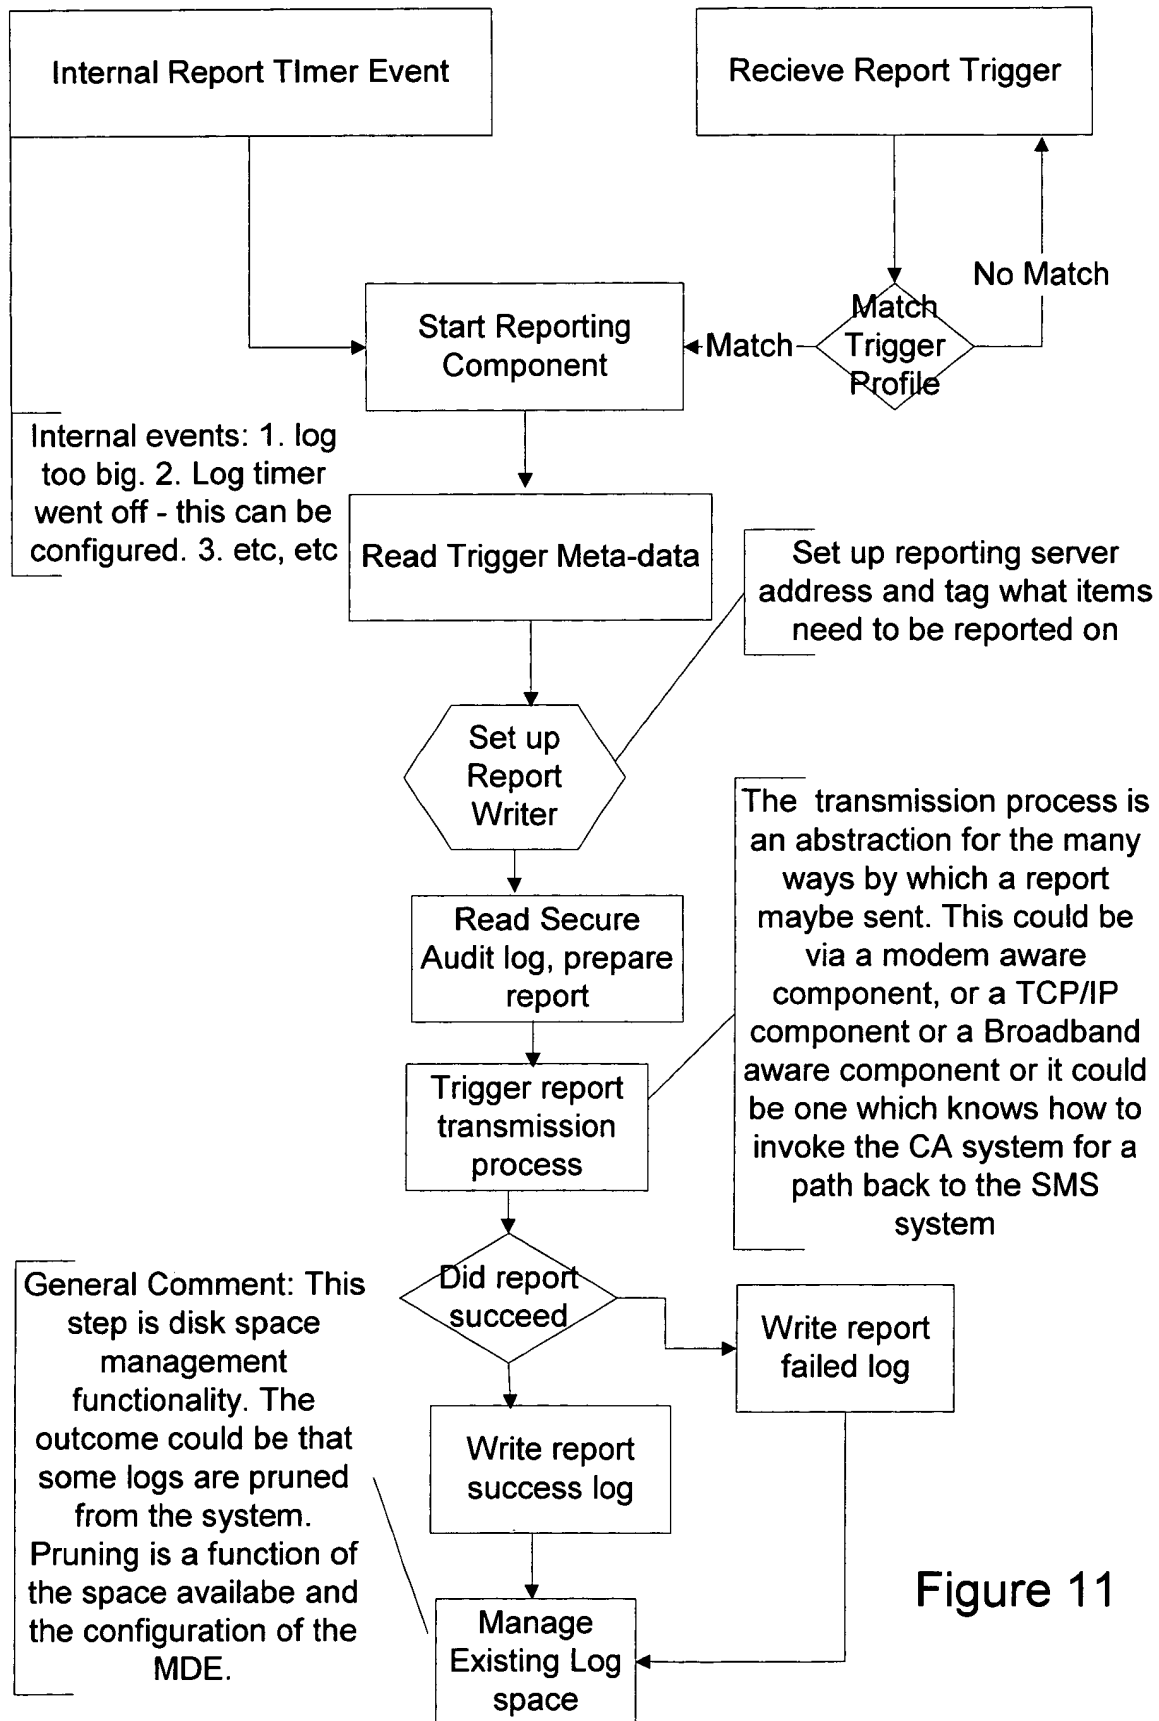 Internal Report TImer Event
Recieve Report Trigger
No Match
Match
Trigger
Profile
Match
Start Reporting
Component
Internal events: 1. log
too big. 2. Log timer
went off - this can be
configured. 3. etc, etc
Read Trigger Meta-data
Set up reporting server
address and tag what items
need to be reported on
Set up
Report
Writer
The transmission process is
an abstraction for the many
ways by which a report
maybe sent. This could be
via a modem aware
component, or a TCP/IP
component or a Broadband
aware component or it could
be one which knows how to
invoke the CA system for a
path back to the SMS
system
Read Secure
Audit log, prepare
report
Trigger report
transmission
process
Did report
succeed
Write report
failed log
General Comment: This
step is disk space
management
functionality. The
outcome could be that
some logs are pruned
from the system.
Pruning is a function of
the space availabe and
the configuration of the
MDE.
Write report
success log
Manage
Existing Log
space
Figure 11